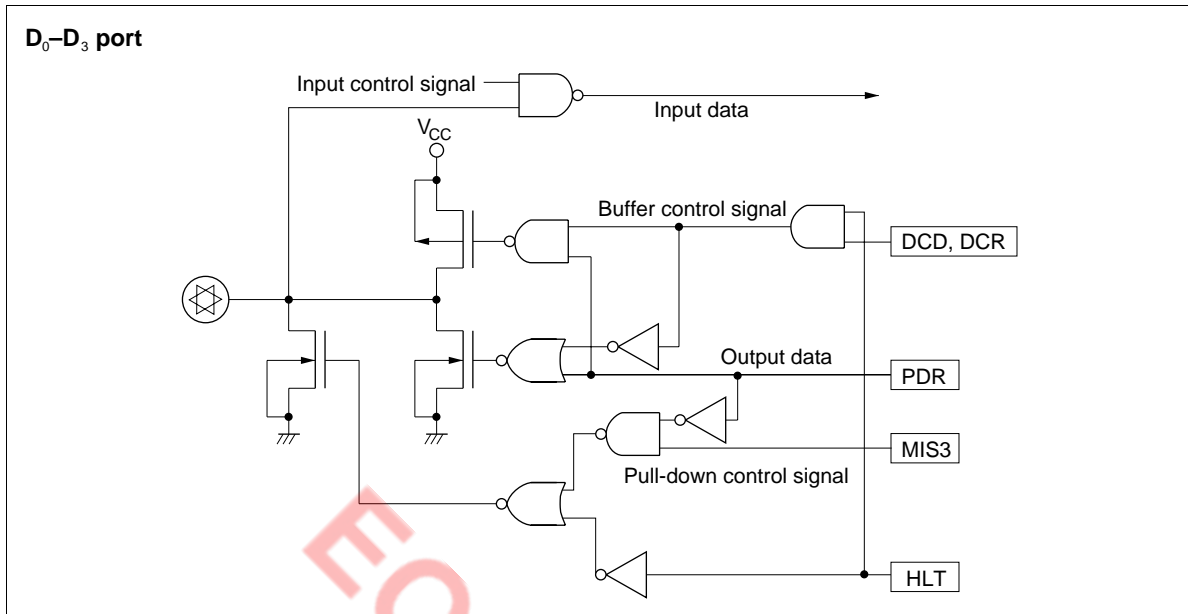 D0–D3 port
Input control signal
Input data
VCC
Buffer control signal
DCD, DCR
Output data
PDR
MIS3
Pull-down control signal
HLT
EO